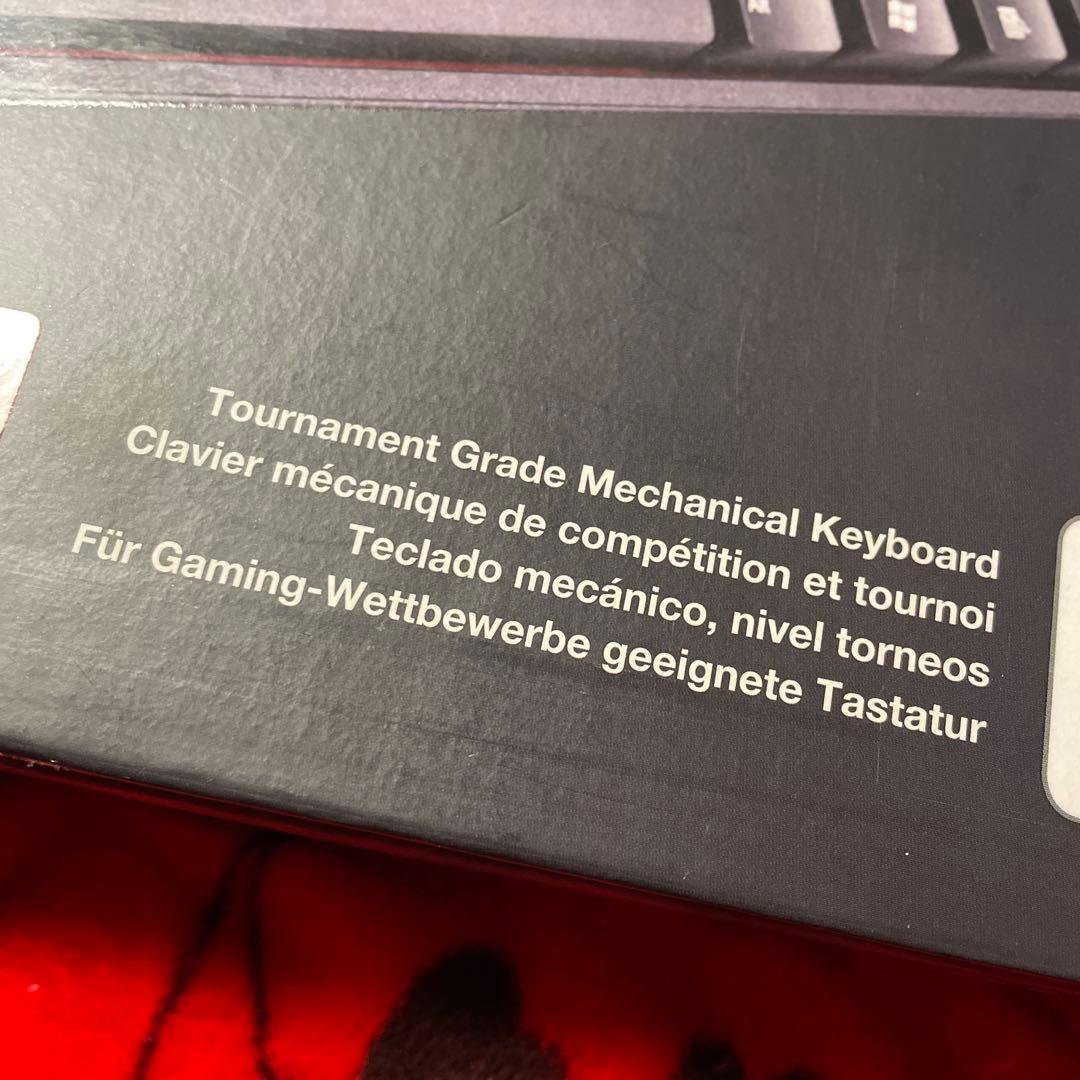 Tournament Grade Mechanical Keyboard
Clavier mécanique de compétition et tournoi
Teclado mecánico, nivel torneos
Für Gaming-Wettbewerbe geeignete Tastatur